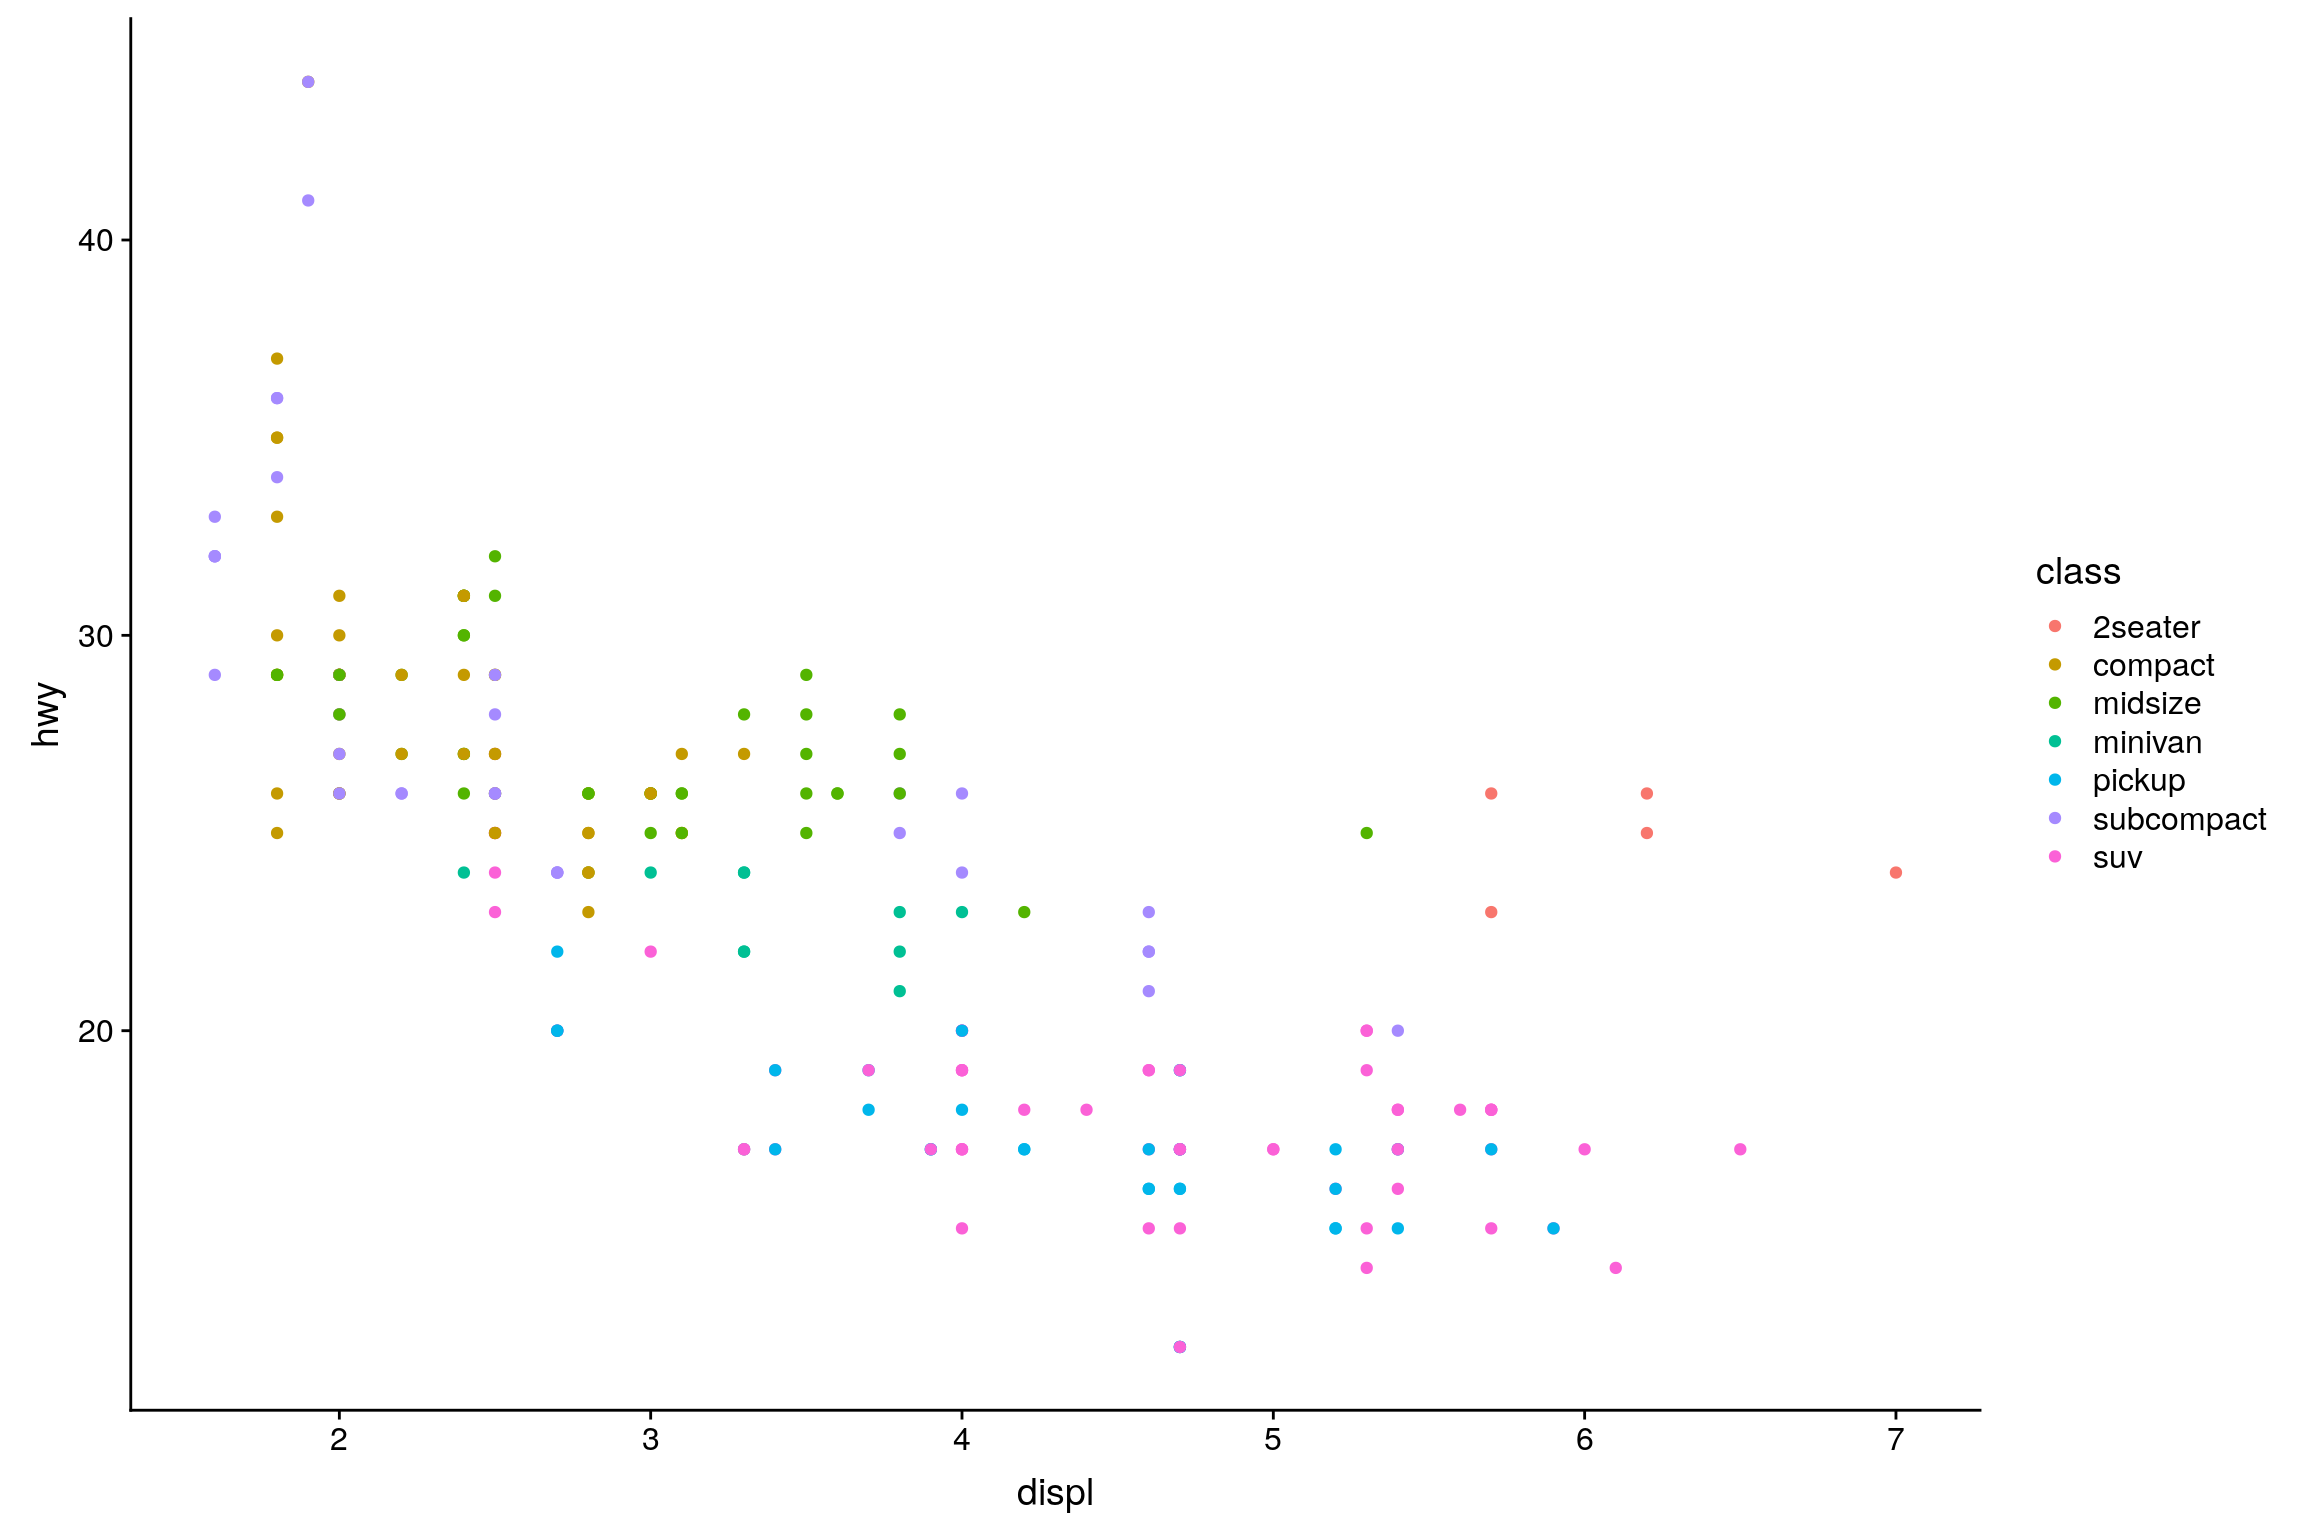 40
30
20
hwy
2 3 4 5 6 7
displ
class
2seater
compact
midsize
minivan
pickup
subcompact
suv